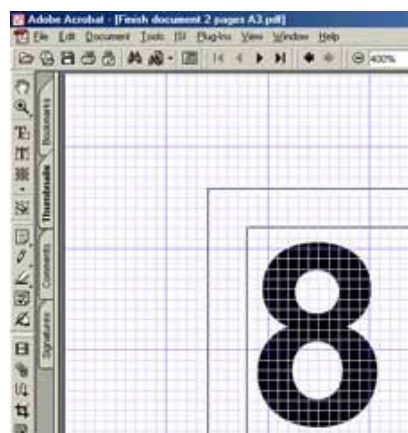 Adobe Acrobat - [Finish document 2 pages A3.pdf]
File Edit Document Tools ISI Plug-Ins View Window Help
400%
Bookmarks
Thumbnails
Comments
Signatures
8